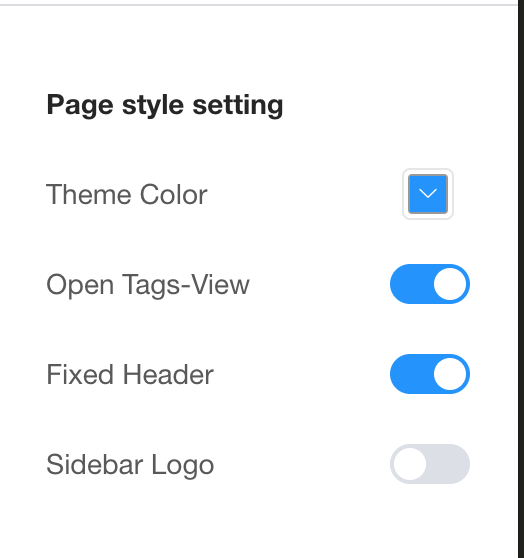 Page style setting
Theme Color
Open Tags-View
Fixed Header
Sidebar Logo